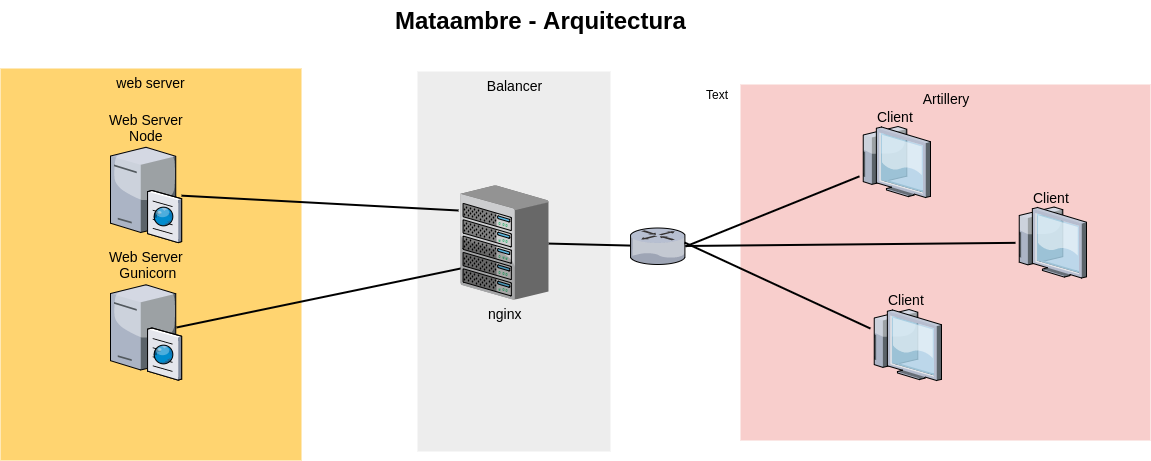 Mataambre - Arquitectura
web server
Web Server
Node
Web Server
Gunicorn
Balancer
nginx
Text
Artillery
Client
Client
Client